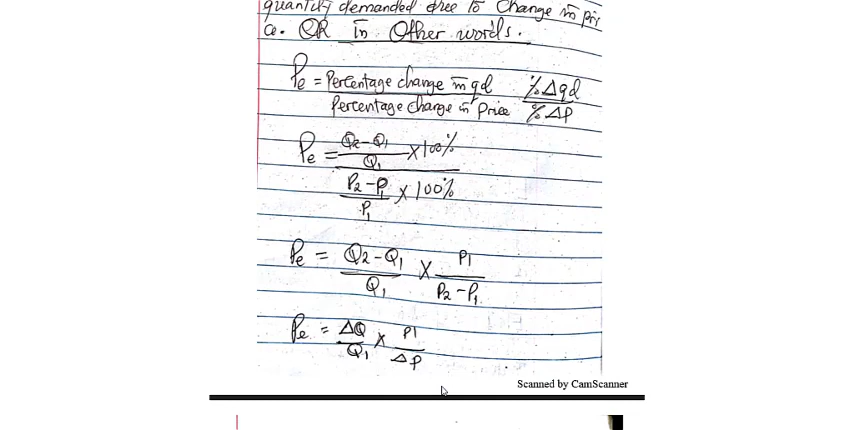 quantity demanded due to Change in pri
ce. OR in Other words.
Pe = Percentage change in qd %Δqd
Percentage change in price %ΔP
Pe = Q2-Q1 X 100%
Q1
P2-P1 X 100%
P1
Pe = Q2-Q1 X P1
Q1 P2-P1
Pe = ΔQ X P1
Q1 ΔP
Scanned by CamScanner